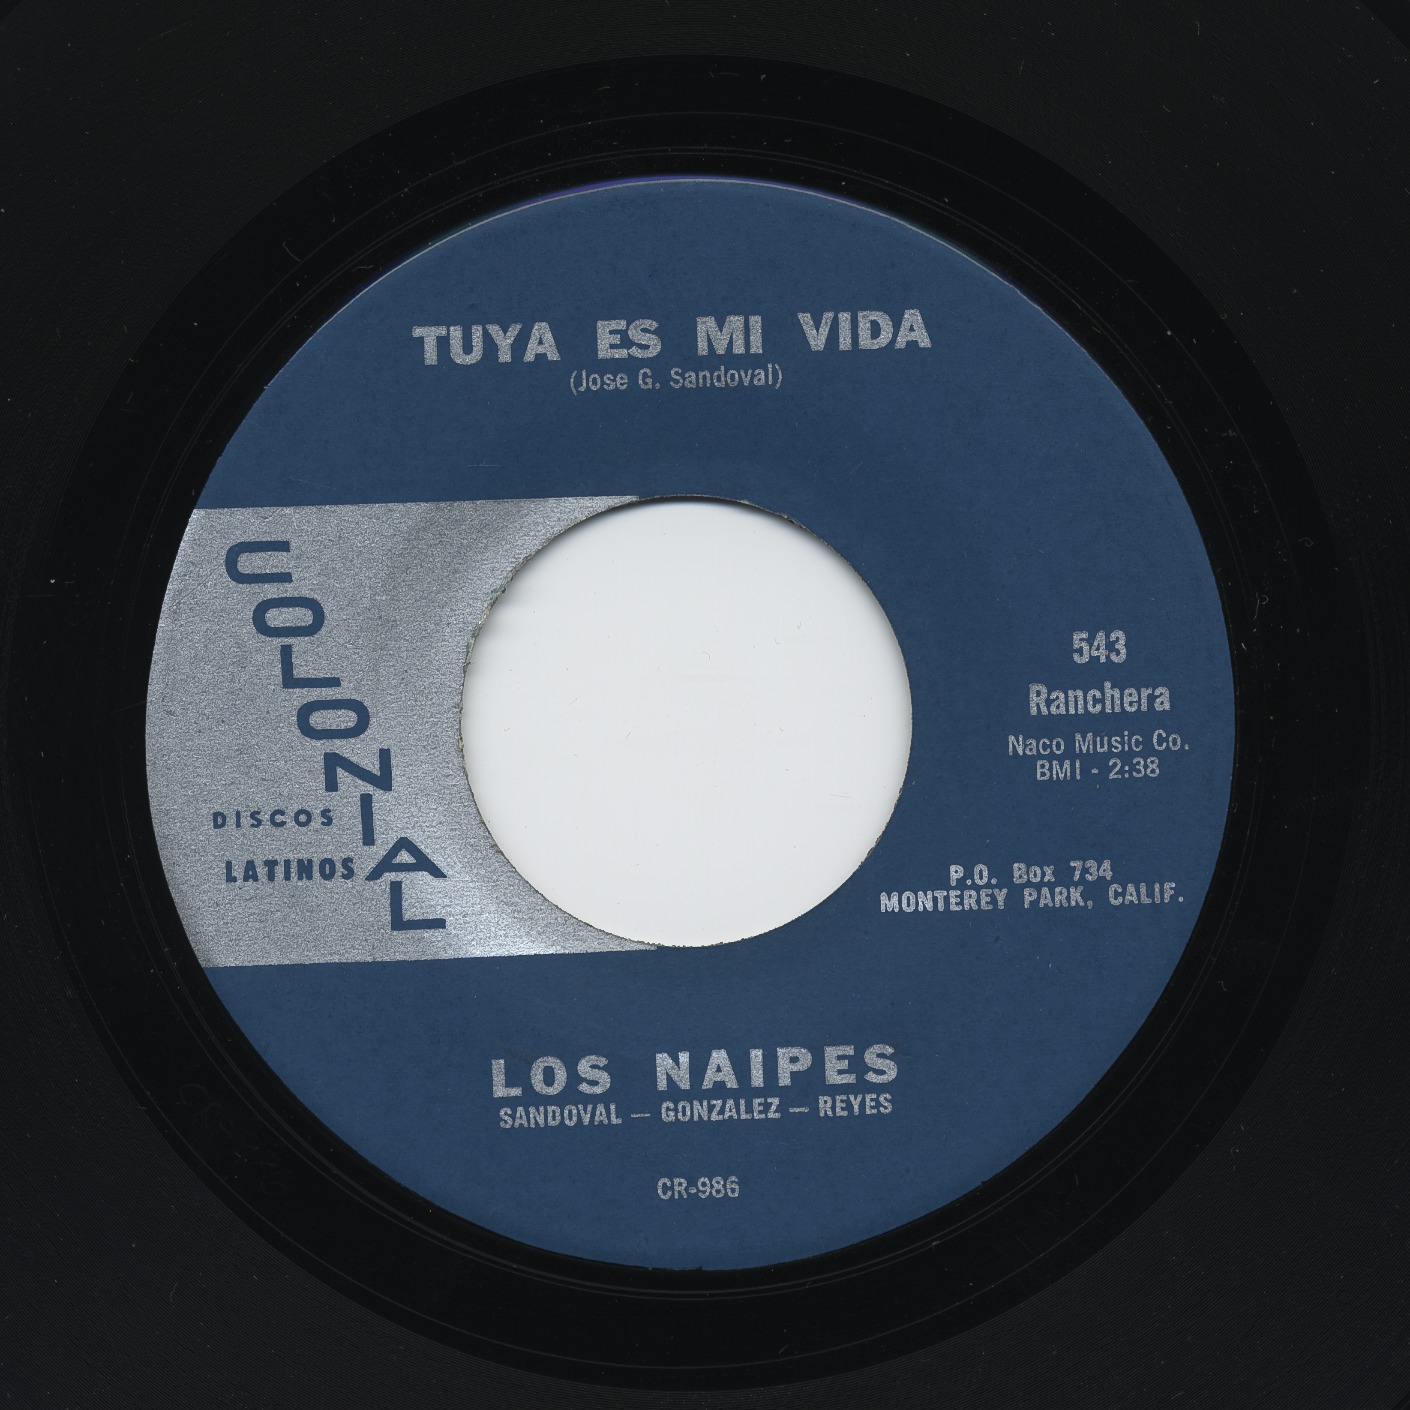 TUYA ES MI VIDA
(Jose G. Sandoval)
COLONIAL
DISCOS
LATINOS
543
Ranchera
Naco Music Co.
BMI - 2:38
P.O. Box 734
MONTEREY PARK, CALIF.
LOS NAIPES
SANDOVAL — GONZALEZ — REYES
CR-986